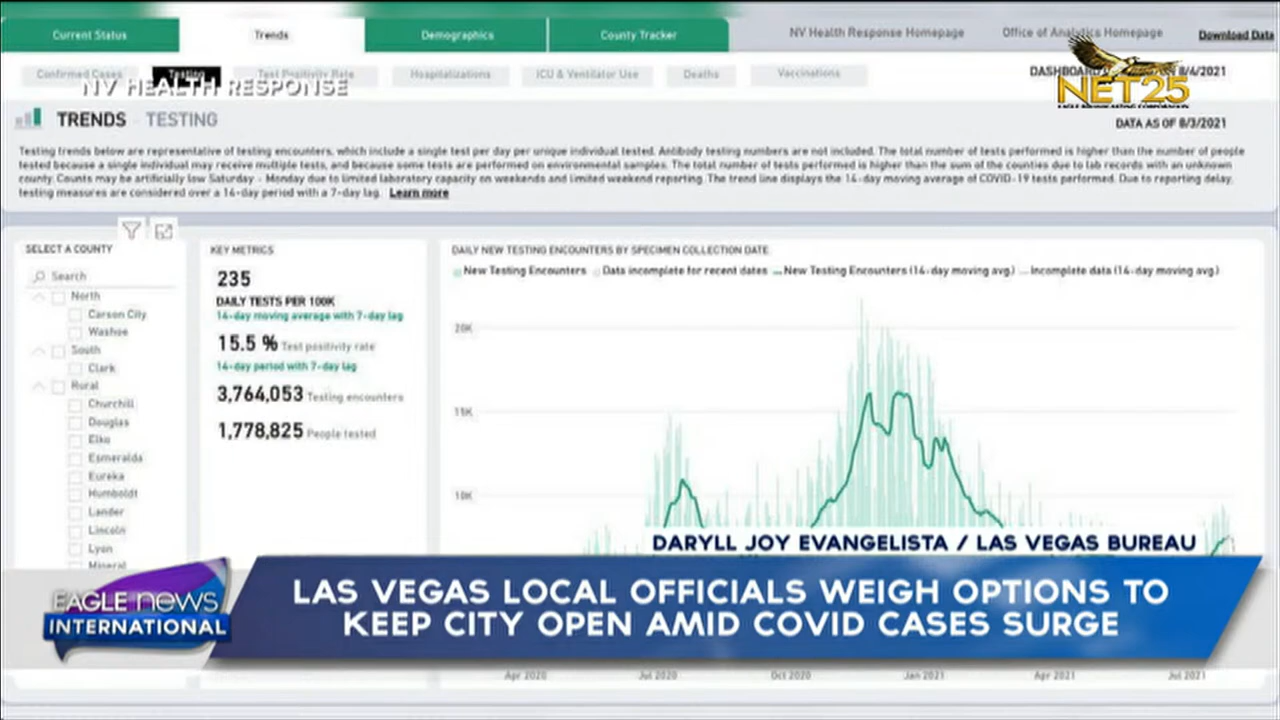 Current Status
Trends
Demographics
County Tracker
NV Health Response Homepage
Office of Analytics Homepage
Download Data
Confirmed Cases
Testing
Test Positivity Rate
Hospitalizations
ICU & Ventilator Use
Deaths
Vaccinations
NV HEALTH RESPONSE
8/4/2021
NET25
EAGLE BROADCASTING CORPORATION
DATA AS OF 8/3/2021
TRENDS TESTING
Testing trends below are representative of testing encounters, which include a single test per day per unique individual tested. Antibody testing numbers are not included. The total number of tests performed is higher than the number of people
tested because a single individual may receive multiple tests, and because some tests are performed on environmental samples. The total number of tests performed is higher than the sum of the counties due to lab records with an unknown
county. Counts may be artificially low Saturday - Monday due to limited laboratory capacity on weekends and limited weekend reporting. The trend line displays the 14-day moving average of COVID-19 tests performed. Due to reporting delay,
testing measures are considered over a 14-day period with a 7-day lag. Learn more
SELECT A COUNTY
Search
North
Carson City
Washoe
South
Clark
Rural
Churchill
Douglas
Elko
Esmeralda
Eureka
Humboldt
Lander
Lincoln
Lyon
Mineral
KEY METRICS
235
DAILY TESTS PER 100K
14-day moving average with 7-day lag
15.5 % Test positivity rate
14-day period with 7-day lag
3,764,053 Testing encounters
1,778,825 People tested
DAILY NEW TESTING ENCOUNTERS BY SPECIMEN COLLECTION DATE
New Testing Encounters Data incomplete for recent dates New Testing Encounters (14-day moving avg.) Incomplete data (14-day moving avg.)
20K
15K
10K
DARYLL JOY EVANGELISTA / LAS VEGAS BUREAU
EAGLE news
INTERNATIONAL
LAS VEGAS LOCAL OFFICIALS WEIGH OPTIONS TO
KEEP CITY OPEN AMID COVID CASES SURGE
Apr 2020
Jul 2020
Oct 2020
Jan 2021
Apr 2021
Jul 2021